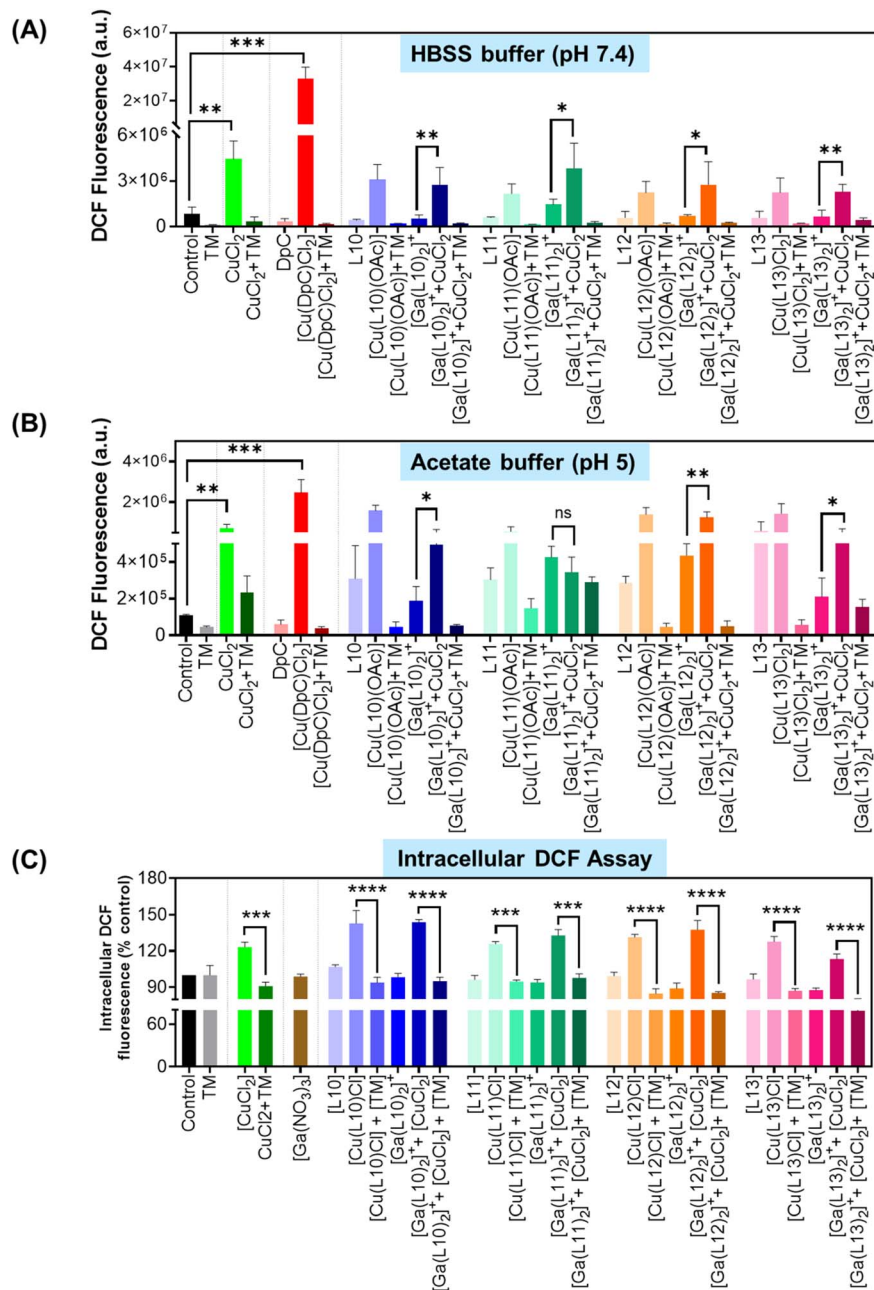 (A)
HBSS buffer (pH 7.4)
DCF Fluorescence (a.u.)
6×10⁷
4×10⁷
2×10⁷
6×10⁶
3×10⁶
0
**
***
**
*
*
**
Control
TM
CuCl₂
CuCl₂+TM
DpC
[Cu(DpC)Cl₂]
[Cu(DpC)Cl₂]+TM
L10
[Cu(L10)(OAc)]
[Cu(L10)(OAc)]+TM
[Ga(L10)₂]⁺
[Ga(L10)₂]⁺+CuCl₂
[Ga(L10)₂]⁺+CuCl₂+TM
L11
[Cu(L11)(OAc)]
[Cu(L11)(OAc)]+TM
[Ga(L11)₂]⁺
[Ga(L11)₂]⁺+CuCl₂
[Ga(L11)₂]⁺+CuCl₂+TM
L12
[Cu(L12)(OAc)]
[Cu(L12)(OAc)]+TM
[Ga(L12)₂]⁺
[Ga(L12)₂]⁺+CuCl₂
[Ga(L12)₂]⁺+CuCl₂+TM
L13
[Cu(L13)Cl₂]
[Cu(L13)Cl₂]+TM
[Ga(L13)₂]⁺
[Ga(L13)₂]⁺+CuCl₂
[Ga(L13)₂]⁺+CuCl₂+TM
(B)
Acetate buffer (pH 5)
DCF Fluorescence (a.u.)
4×10⁶
2×10⁶
4×10⁵
2×10⁵
0
**
***
*
ns
**
*
Control
TM
CuCl₂
CuCl₂+TM
DpC
[Cu(DpC)Cl₂]
[Cu(DpC)Cl₂]+TM
L10
[Cu(L10)(OAc)]
[Cu(L10)(OAc)]+TM
[Ga(L10)₂]⁺
[Ga(L10)₂]⁺+CuCl₂
[Ga(L10)₂]⁺+CuCl₂+TM
L11
[Cu(L11)(OAc)]
[Cu(L11)(OAc)]+TM
[Ga(L11)₂]⁺
[Ga(L11)₂]⁺+CuCl₂
[Ga(L11)₂]⁺+CuCl₂+TM
L12
[Cu(L12)(OAc)]
[Cu(L12)(OAc)]+TM
[Ga(L12)₂]⁺
[Ga(L12)₂]⁺+CuCl₂
[Ga(L12)₂]⁺+CuCl₂+TM
L13
[Cu(L13)Cl₂]
[Cu(L13)Cl₂]+TM
[Ga(L13)₂]⁺
[Ga(L13)₂]⁺+CuCl₂
[Ga(L13)₂]⁺+CuCl₂+TM
(C)
Intracellular DCF Assay
Intracellular DCF
fluorescence (% control)
180
150
120
90
60
0
***
****
****
***
***
****
****
****
****
Control
TM
[CuCl₂]
CuCl2+TM
[Ga(NO₃)₃]
[L10]
[Cu(L10)Cl]
[Cu(L10)Cl] + [TM]
[Ga(L10)₂]⁺
[Ga(L10)₂]⁺+ [CuCl₂]
[Ga(L10)₂]⁺+ [CuCl₂] + [TM]
[L11]
[Cu(L11)Cl]
[Cu(L11)Cl] + [TM]
[Ga(L11)₂]⁺
[Ga(L11)₂]⁺+ [CuCl₂]
[Ga(L11)₂]⁺+ [CuCl₂]+ [TM]
[L12]
[Cu(L12)Cl]
[Cu(L12)Cl] + [TM]
[Ga(L12)₂]⁺
[Ga(L12)₂]⁺+ [CuCl₂]
[Ga(L12)₂]⁺+ [CuCl₂]+ [TM]
[L13]
[Cu(L13)Cl]
[Cu(L13)Cl] + [TM]
[Ga(L13)₂]⁺
[Ga(L13)₂]⁺+ [CuCl₂]
[Ga(L13)₂]⁺+ [CuCl₂]+ [TM]